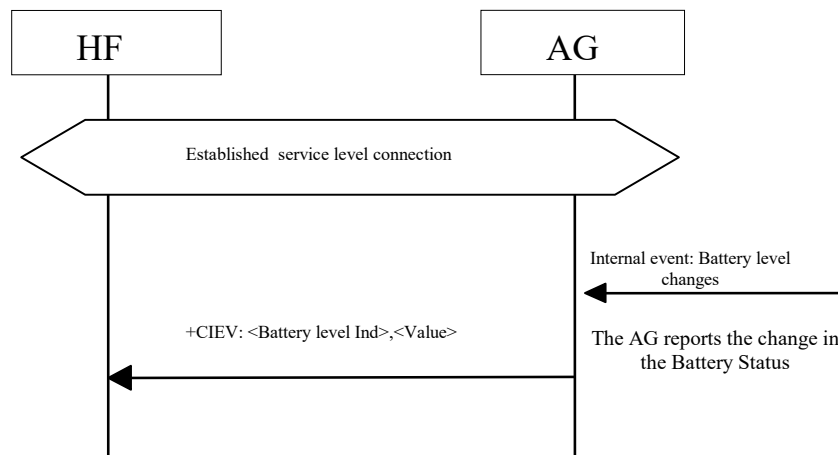 HF
AG
Established service level connection
Internal event: Battery level
changes
+CIEV: <Battery level Ind>,<Value>
The AG reports the change in
the Battery Status